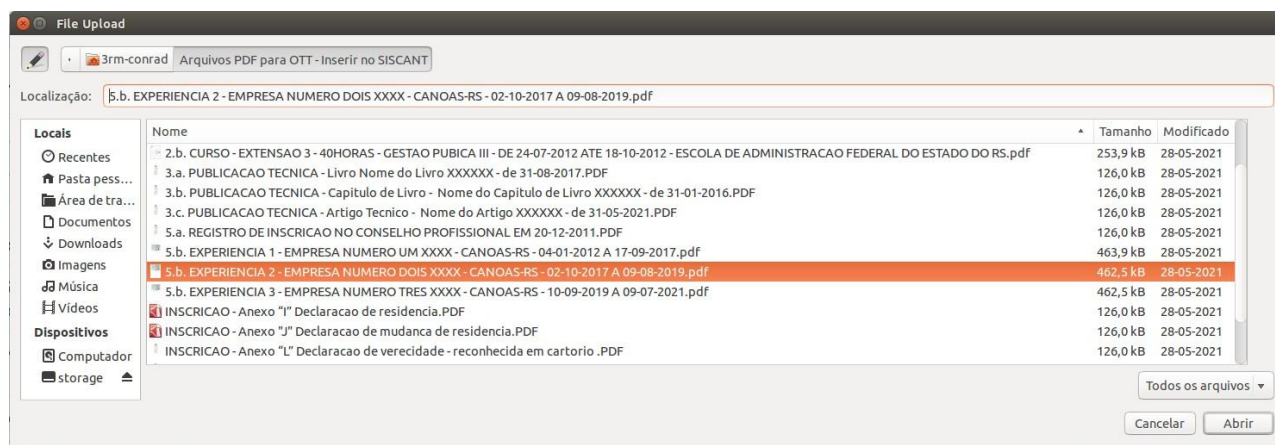 File Upload
3rm-conrad Arquivos PDF para OTT - Inserir no SISCANT
Localização: 5.b. EXPERIENCIA 2 - EMPRESA NUMERO DOIS XXXX - CANOAS-RS - 02-10-2017 A 09-08-2019.pdf
Locais
Recentes
Pasta pess...
Área de tra...
Documentos
Downloads
Imagens
Música
Vídeos
Dispositivos
Computador
storage
Nome Tamanho Modificado
2.b. CURSO - EXTENSAO 3 - 40HORAS - GESTAO PUBICA III - DE 24-07-2012 ATE 18-10-2012 - ESCOLA DE ADMINISTRACAO FEDERAL DO ESTADO DO RS.pdf 253,9 kB 28-05-2021
3.a. PUBLICACAO TECNICA - Livro Nome do Livro XXXXXX - de 31-08-2017.PDF 126,0 kB 28-05-2021
3.b. PUBLICACAO TECNICA - Capitulo de Livro - Nome do Capitulo de Livro XXXXXX - de 31-01-2016.PDF 126,0 kB 28-05-2021
3.c. PUBLICACAO TECNICA - Artigo Tecnico - Nome do Artigo XXXXXX - de 31-05-2021.PDF 126,0 kB 28-05-2021
5.a. REGISTRO DE INSCRICAO NO CONSELHO PROFISSIONAL EM 20-12-2011.PDF 126,0 kB 28-05-2021
5.b. EXPERIENCIA 1 - EMPRESA NUMERO UM XXXX - CANOAS-RS - 04-01-2012 A 17-09-2017.pdf 463,9 kB 28-05-2021
5.b. EXPERIENCIA 2 - EMPRESA NUMERO DOIS XXXX - CANOAS-RS - 02-10-2017 A 09-08-2019.pdf 462,5 kB 28-05-2021
5.b. EXPERIENCIA 3 - EMPRESA NUMERO TRES XXXX - CANOAS-RS - 10-09-2019 A 09-07-2021.pdf 462,5 kB 28-05-2021
INSCRICAO - Anexo "I" Declaracao de residencia.PDF 126,0 kB 28-05-2021
INSCRICAO - Anexo "J" Declaracao de mudanca de residencia.PDF 126,0 kB 28-05-2021
INSCRICAO - Anexo "L" Declaracao de verecidade - reconhecida em cartorio .PDF 126,0 kB 28-05-2021
Todos os arquivos
Cancelar Abrir